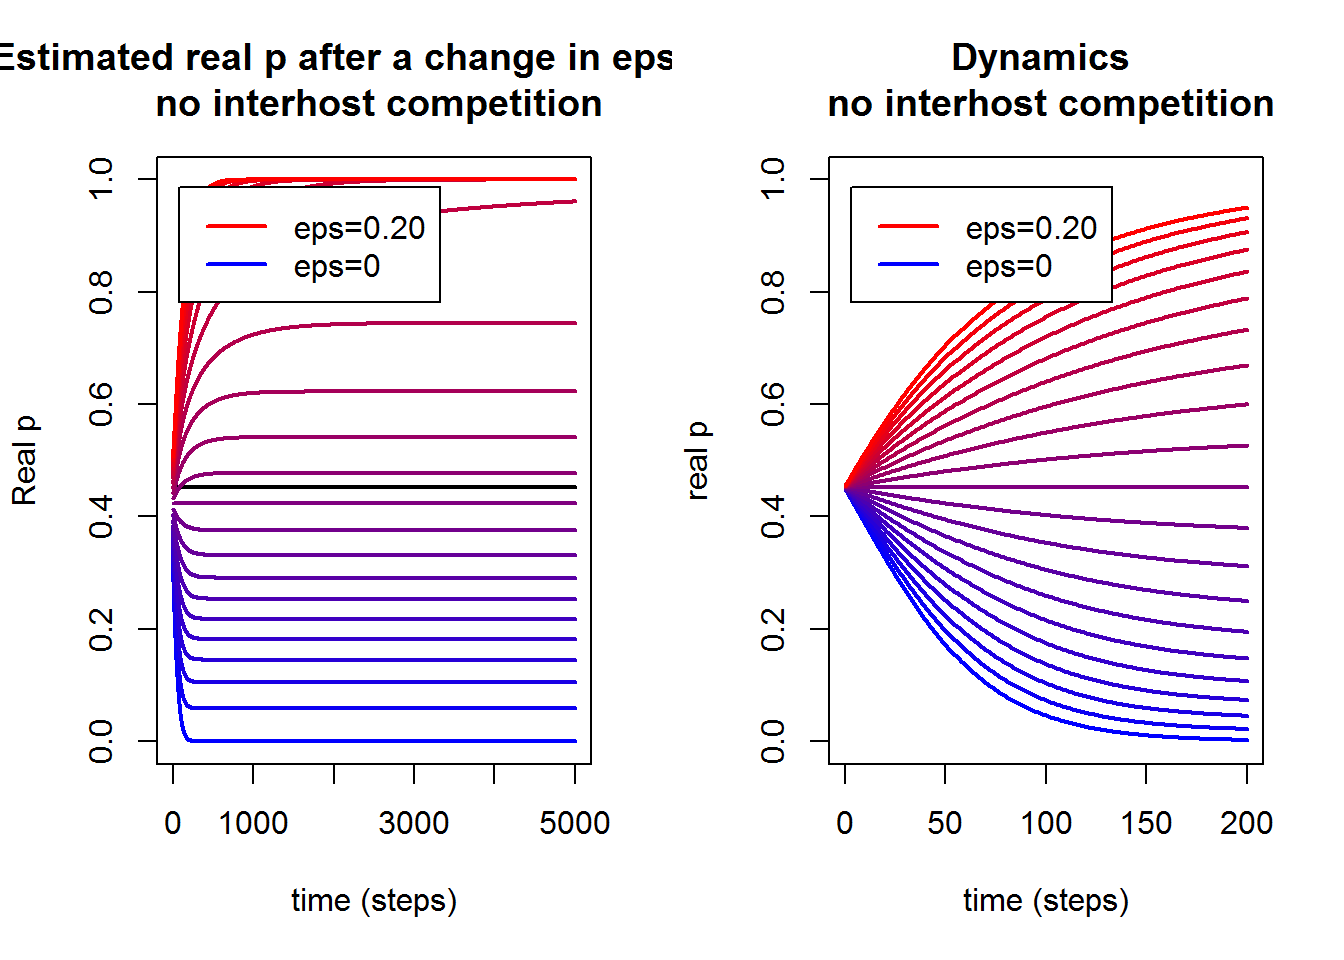 Estimated real p after a change in eps
no interhost competition
1.0
0.8
0.6
0.4
0.2
0.0
Real p
eps=0.20
eps=0
0 1000 3000 5000
time (steps)
Dynamics
no interhost competition
1.0
0.8
0.6
0.4
0.2
0.0
real p
eps=0.20
eps=0
0 50 100 150 200
time (steps)